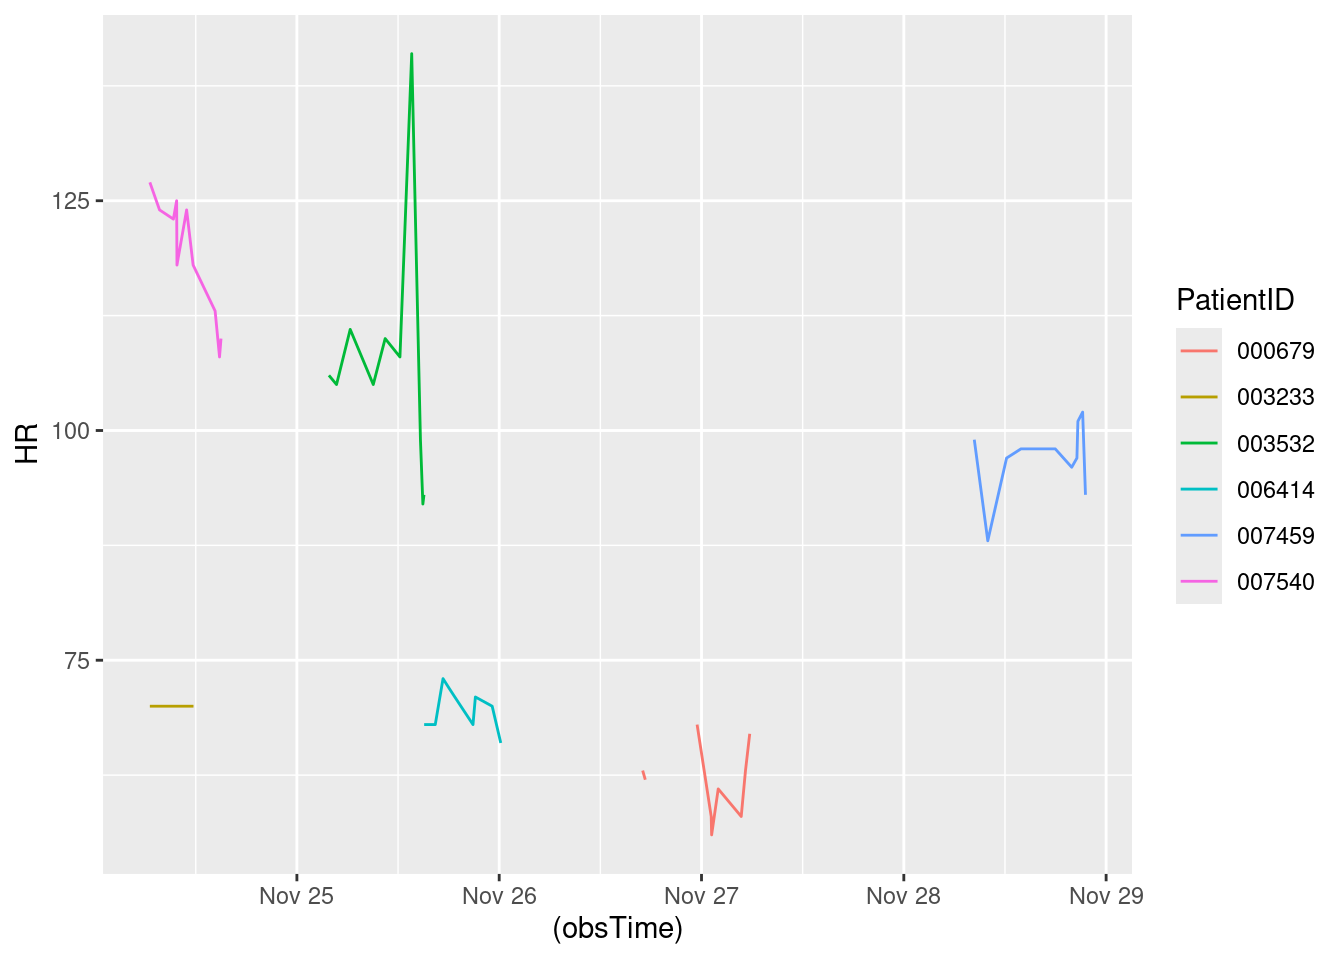 125
100
75
HR
Nov 25
Nov 26
Nov 27
Nov 28
Nov 29
(obsTime)
PatientID
000679
003233
003532
006414
007459
007540